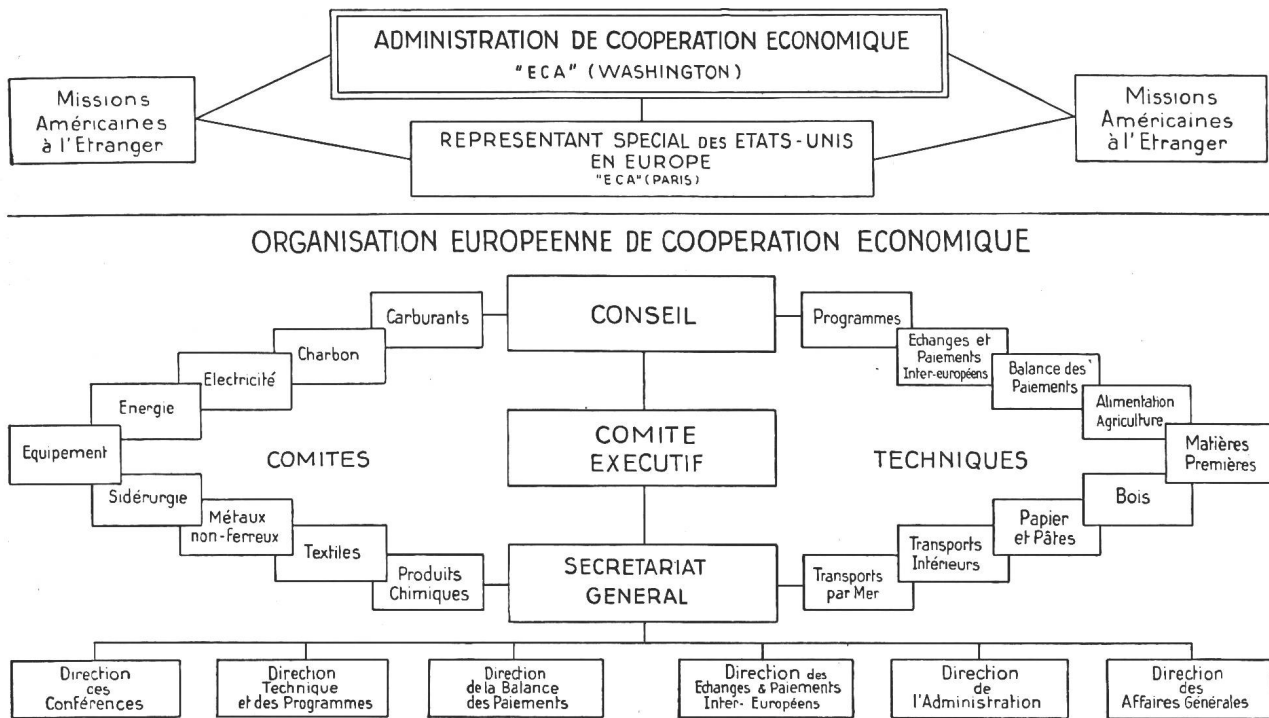 ADMINISTRATION DE COOPERATION ECONOMIQUE
"ECA" (WASHINGTON)
Missions
Américaines
à l'Etranger
REPRESENTANT SPECIAL DES ETATS-UNIS
EN EUROPE
"ECA" (PARIS)
Missions
Américaines
à l'Etranger
ORGANISATION EUROPEENNE DE COOPERATION ECONOMIQUE
Carburants
Charbon
Electricité
Energie
Equipement
Sidérurgie
Métaux
non-Ferreux
Textiles
Produits
Chimiques
COMITES
CONSEIL
COMITE
EXECUTIF
SECRETARIAT
GENERAL
TECHNIQUES
Programmes
Echanges et
Paiements
Inter-européens
Balance des
Paiements
Alimentation
Agriculture
Matières
Premières
Bois
Papier
et Pâtes
Transports
Intérieurs
Transports
par Mer
Direction
ces
Conférences
Direction
Technique
et des Programmes
Direction
de la Balance
des Paiements
Direction des
Echanges & Paiements
Inter-Européens
Direction
de
l'Administration
Direction
des
Affaires Générales